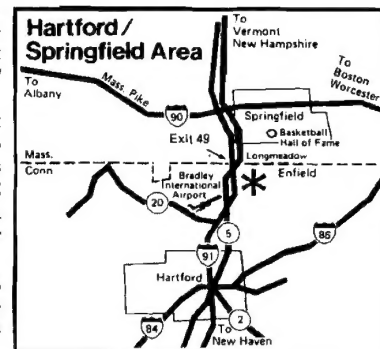 Hartford/
Springfield Area
To
Vermont
New Hampshire
To
Boston
Worcester
To
Albany
Mass. Pike
90
Springfield
Exit 49
Basketball
Hall of Fame
Longmeadow
Mass.
Conn
Bradley
International
Airport
Enfield
20
5
86
91
Hartford
84
2
To
New Haven